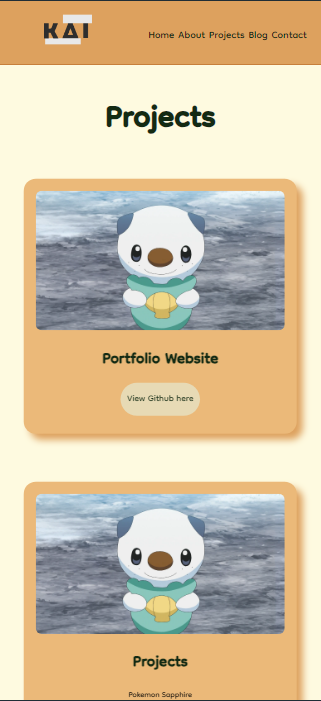 KAI
Home About Projects Blog Contact
Projects
Portfolio Website
View Github here
Projects
Pokemon Sapphire